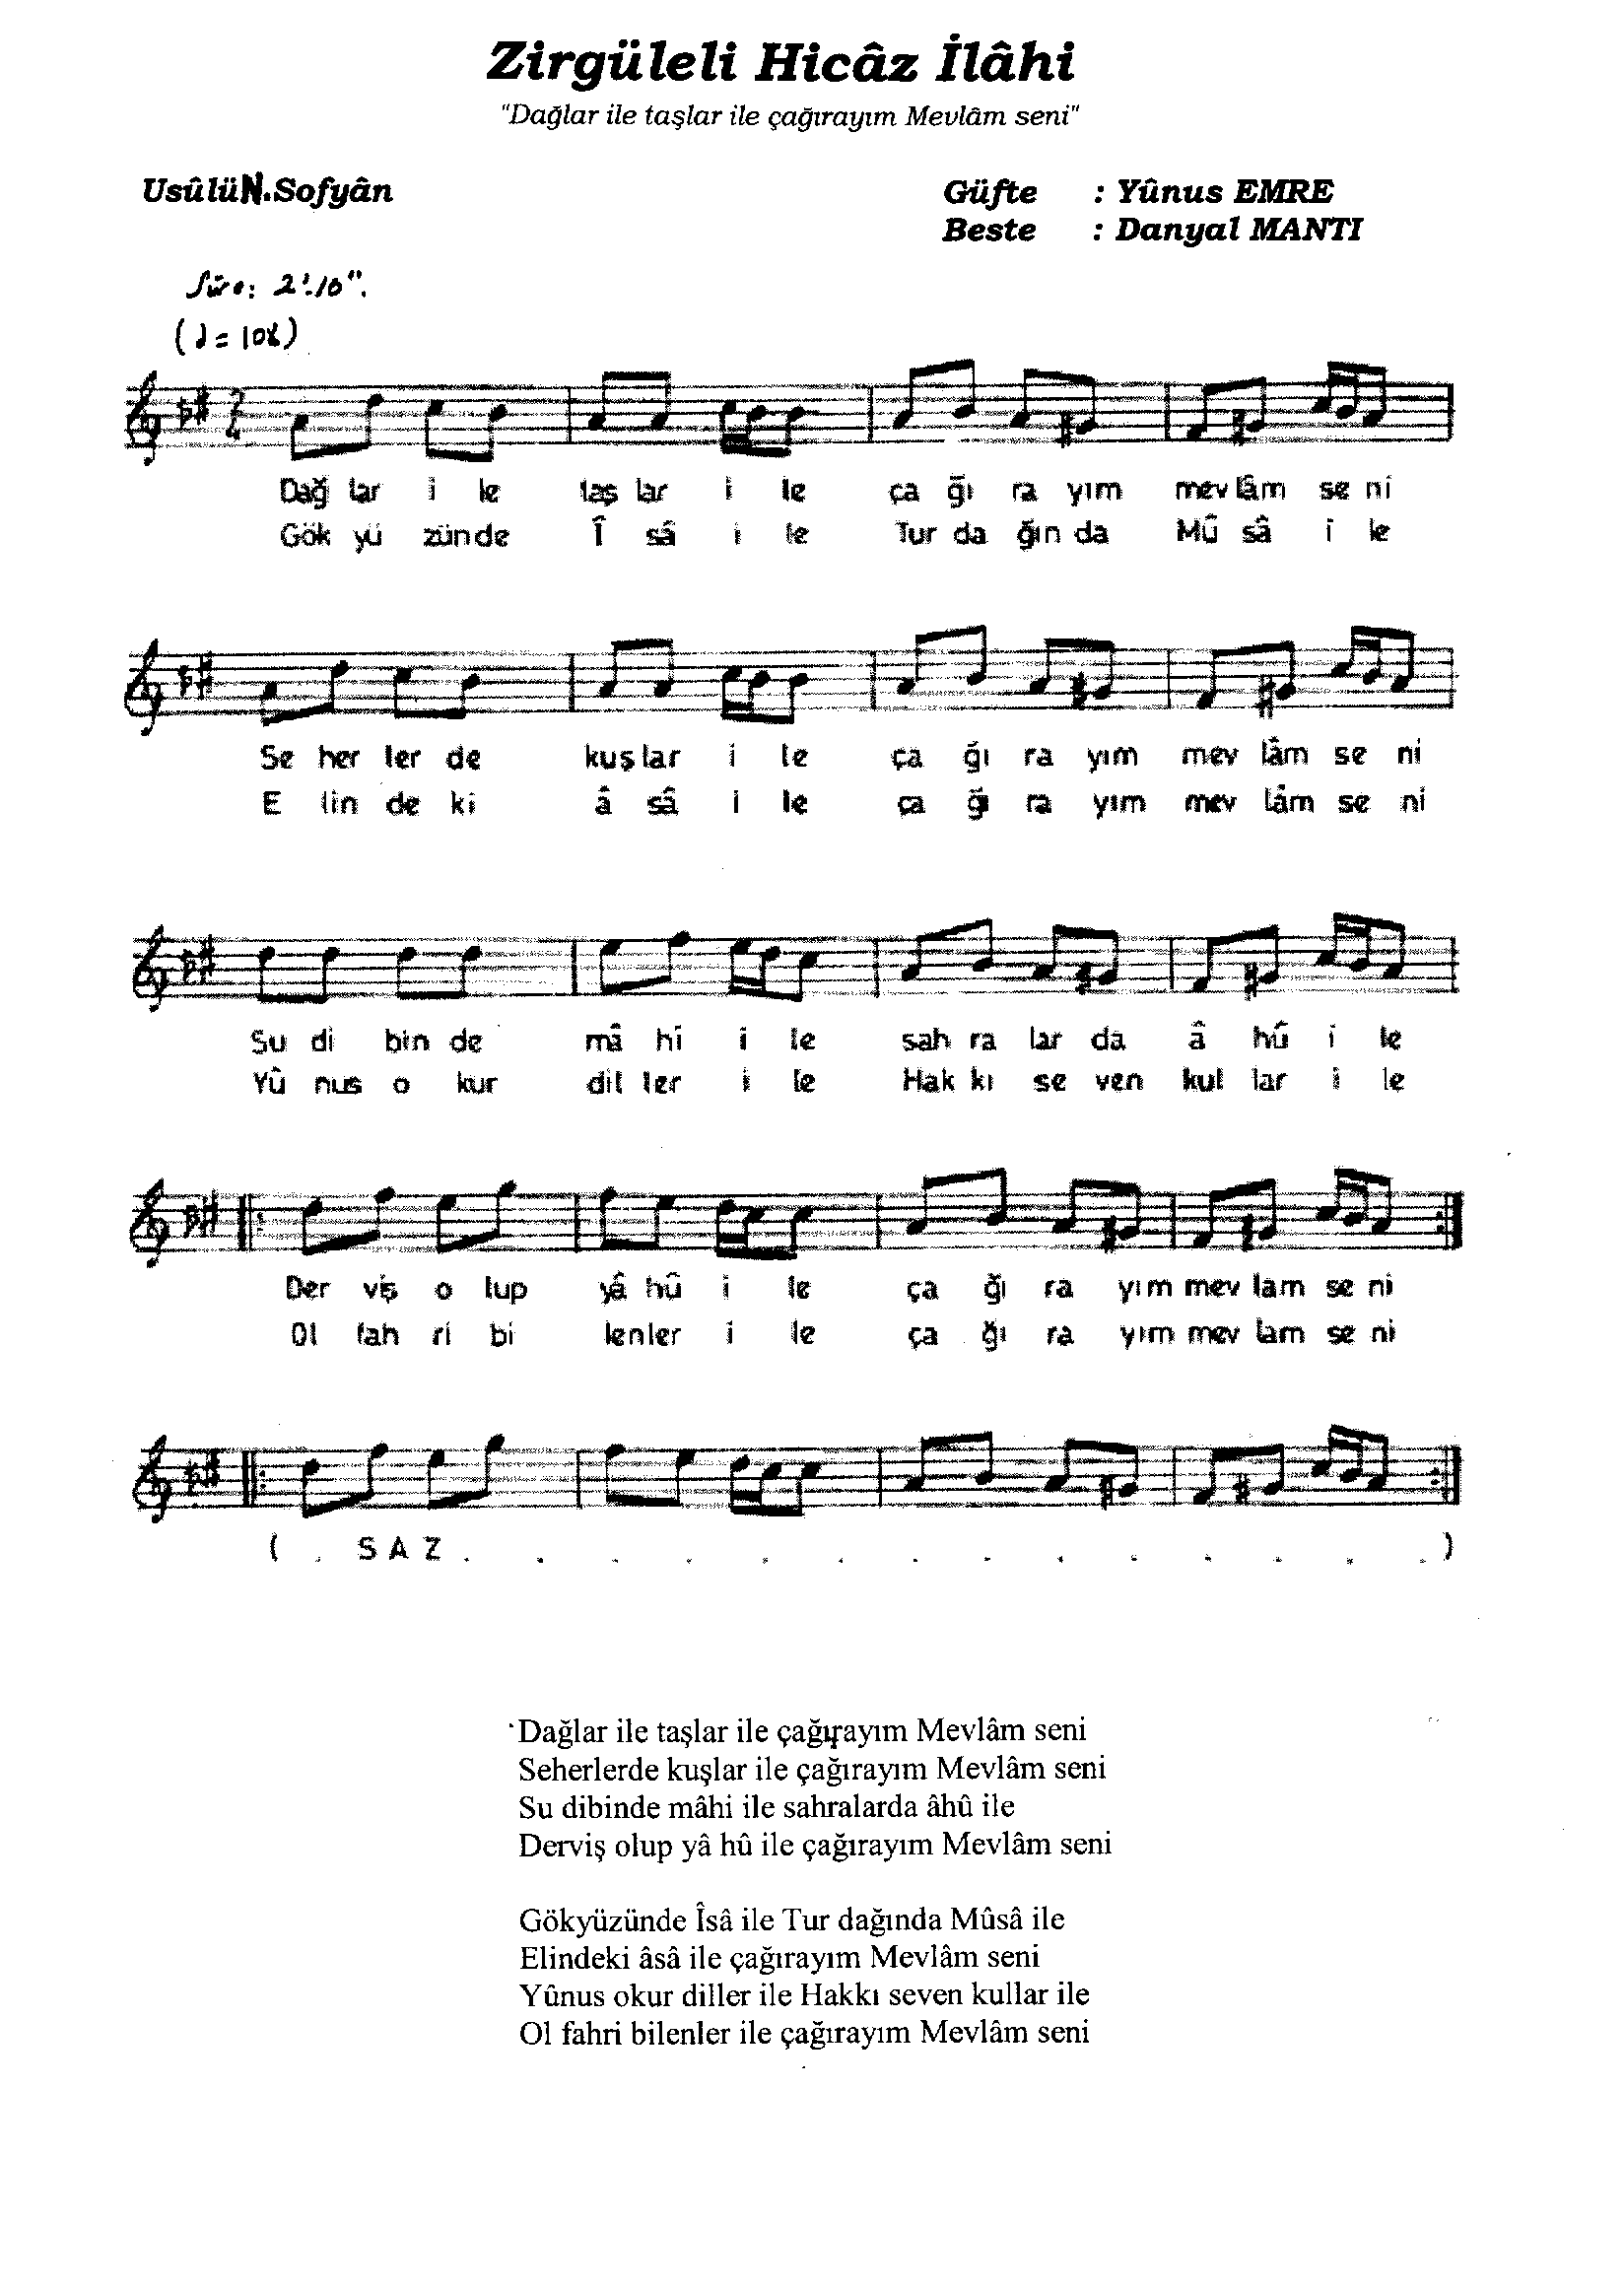 Zirgüleli Hicâz İlâhi
"Dağlar ile taşlar ile çağırayım Mevlâm seni"
UsûlüN.Sofyân
Güfte : Yûnus EMRE
Beste : Danyal MANTI
Süre: 2'.10".
(♩=108)
2/4
Dağ lar i le taş lar i le ça ğı ra yım mev lâm se ni
Gök yü zün de Î sâ i le Tur da ğın da Mû sâ i le
Se her ler de kuş lar i le ça ğı ra yım mev lâm se ni
E lin de ki â sâ i le ça ğı ra yım mev lâm se ni
Su di bin de mâ hî i le sah ra lar da â hû i le
Yû nus o kur dil ler i le Hak kı se ven kul lar i le
Der viş o lup yâ hû i le ça ğı ra yım mev lam se ni
Ol fah ri bi len ler i le ça ğı ra yım mev lam se ni
( . SAZ . . . . . . . . . . . . . . )
Dağlar ile taşlar ile çağırayım Mevlâm seni
Seherlerde kuşlar ile çağırayım Mevlâm seni
Su dibinde mâhi ile sahralarda âhû ile
Derviş olup yâ hû ile çağırayım Mevlâm seni
Gökyüzünde Îsâ ile Tur dağında Mûsâ ile
Elindeki âsâ ile çağırayım Mevlâm seni
Yûnus okur diller ile Hakkı seven kullar ile
Ol fahri bilenler ile çağırayım Mevlâm seni